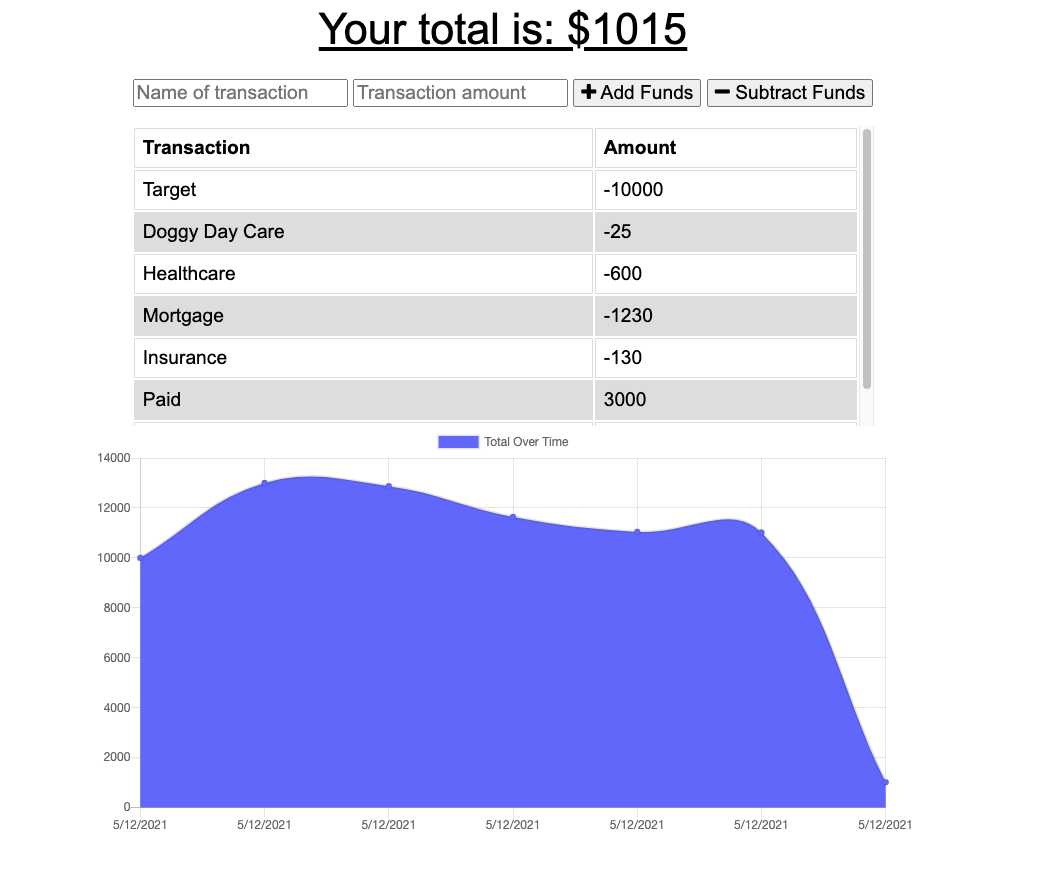 Your total is: $1015
Name of transaction Transaction amount Add Funds Subtract Funds
Transaction Amount
Target -10000
Doggy Day Care -25
Healthcare -600
Mortgage -1230
Insurance -130
Paid 3000
Total Over Time
14000
12000
10000
8000
6000
4000
2000
0
5/12/2021 5/12/2021 5/12/2021 5/12/2021 5/12/2021 5/12/2021 5/12/2021